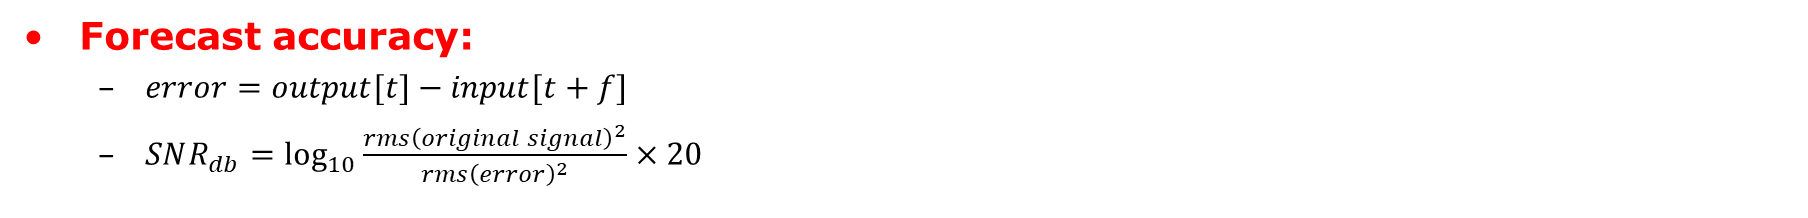 • Forecast accuracy:
– error = output[t] − input[t + f]
– SNR_db = log_10 rms(original signal)^2 / rms(error)^2 × 20